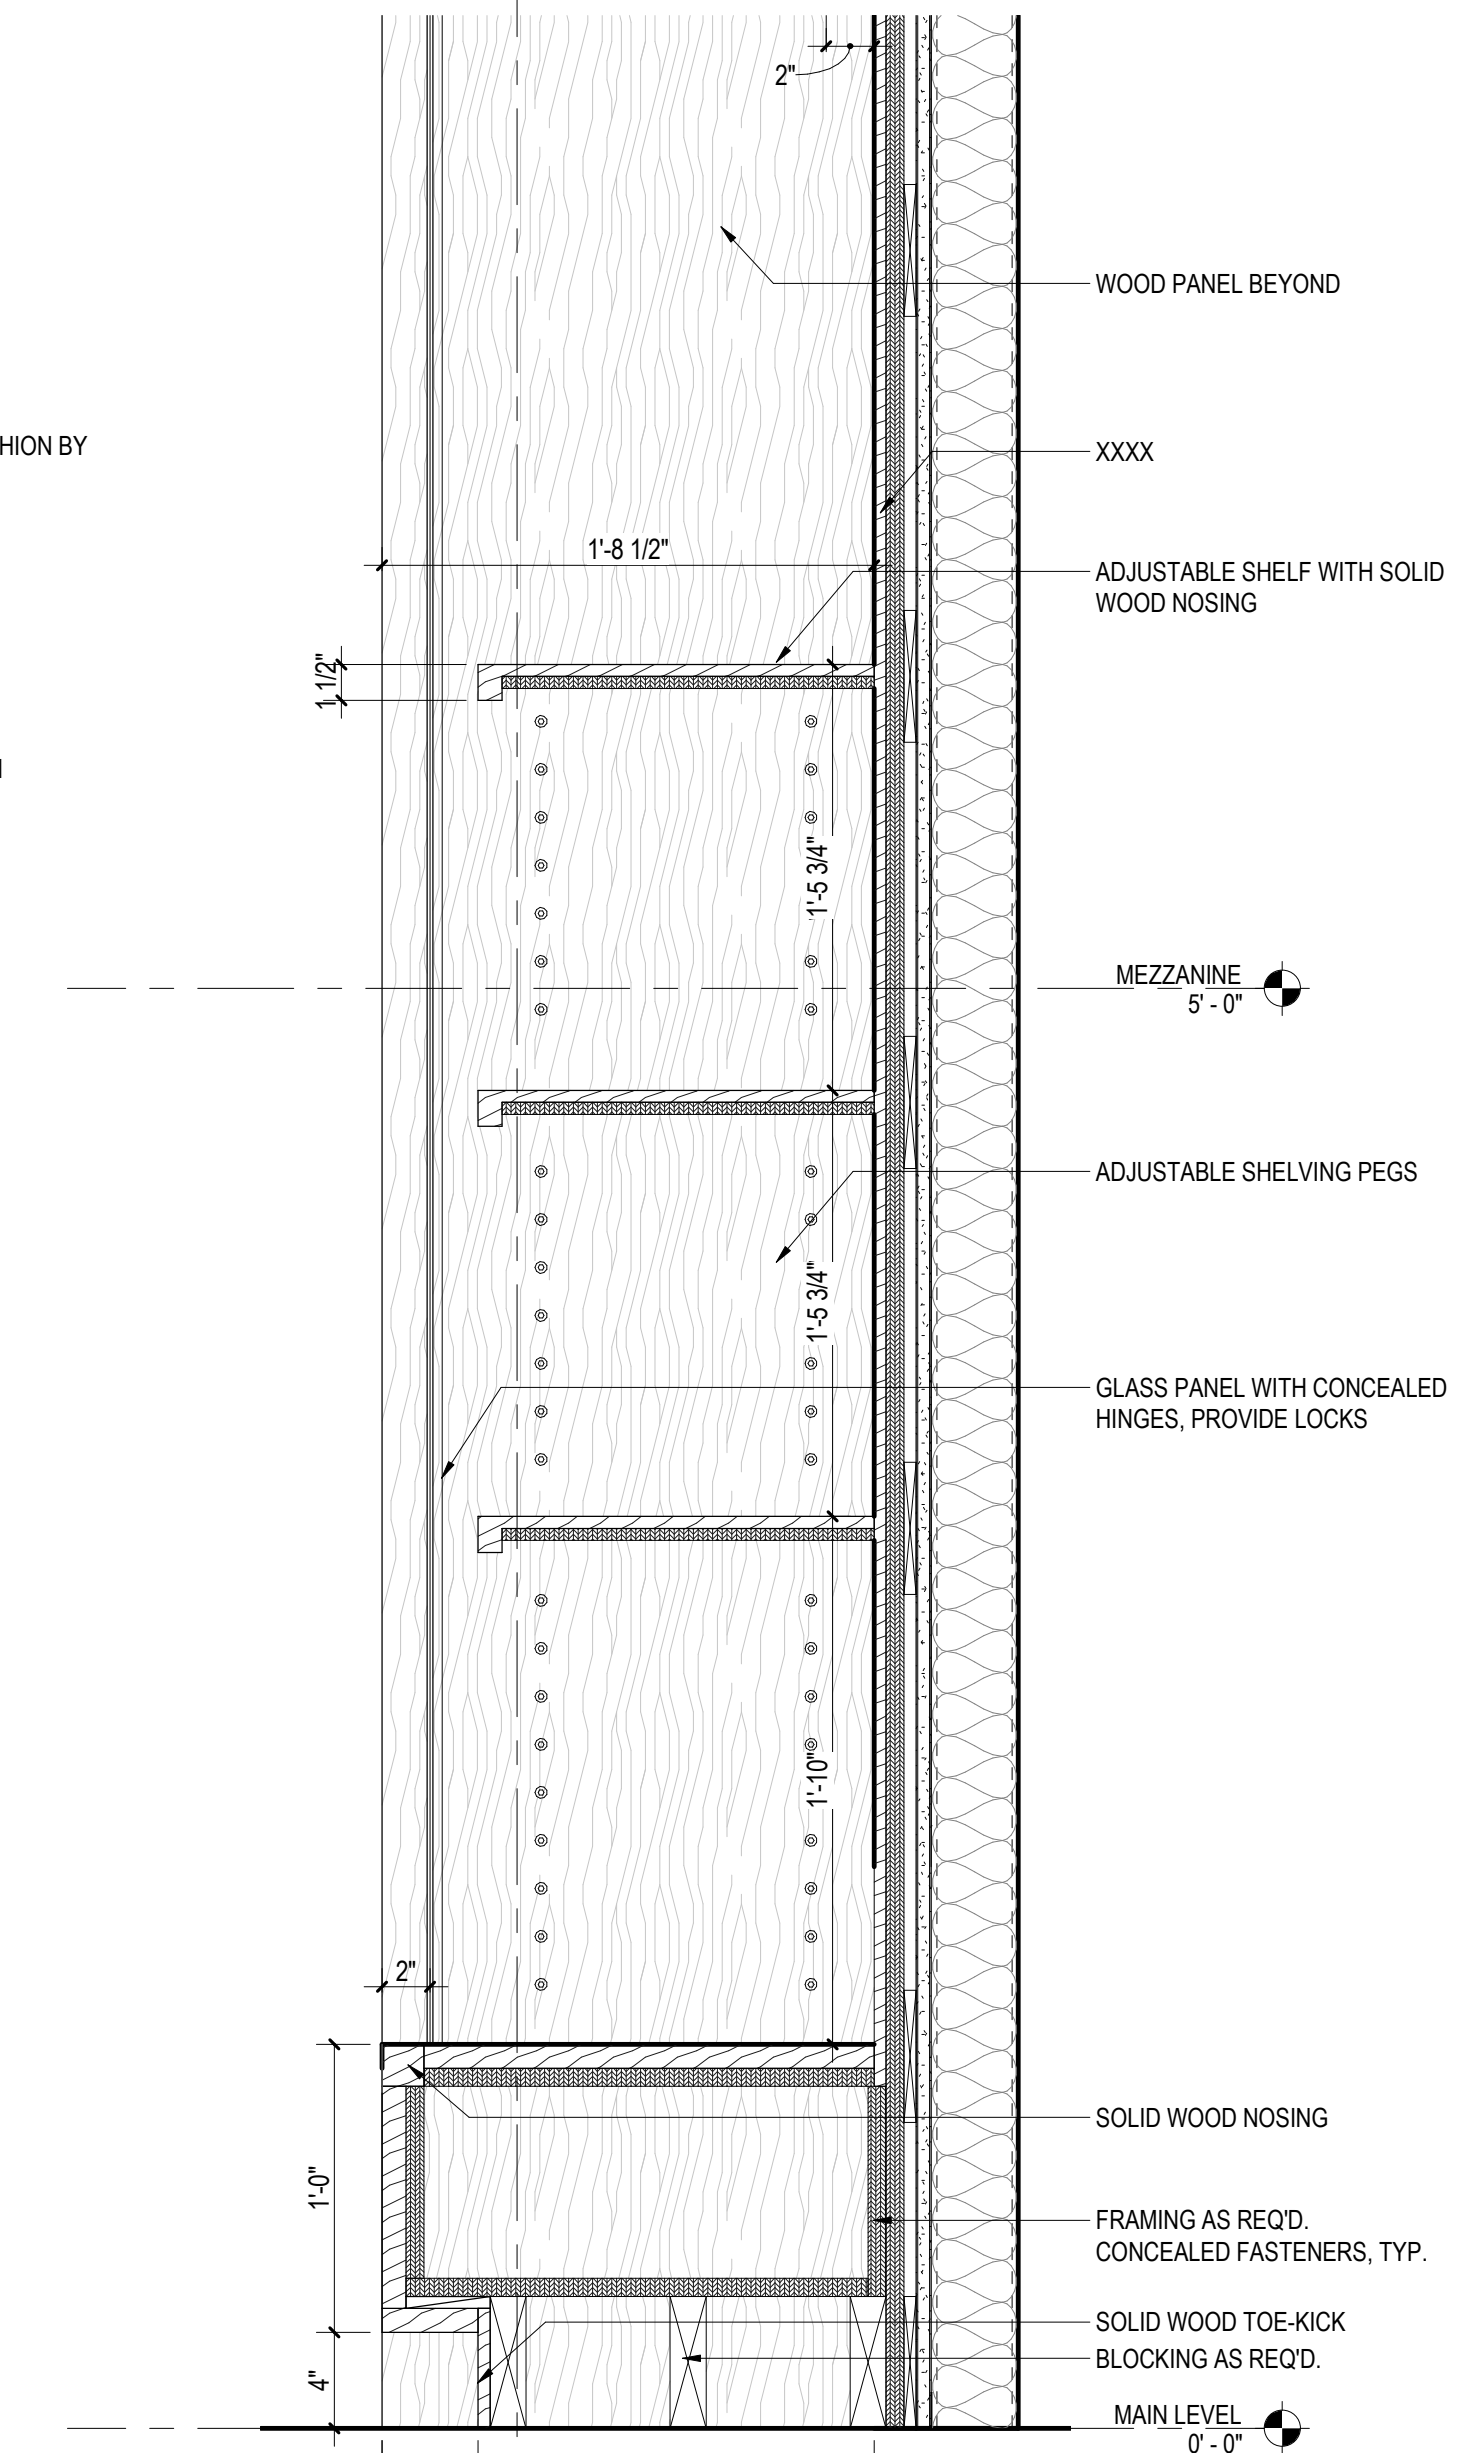 2"
WOOD PANEL BEYOND
HION BY
XXXX
1'-8 1/2"
ADJUSTABLE SHELF WITH SOLID
WOOD NOSING
1 1/2"
1'-5 3/4"
MEZZANINE
5' - 0"
ADJUSTABLE SHELVING PEGS
1'-5 3/4"
GLASS PANEL WITH CONCEALED
HINGES, PROVIDE LOCKS
1'-10"
2"
SOLID WOOD NOSING
1'-0"
FRAMING AS REQ'D.
CONCEALED FASTENERS, TYP.
SOLID WOOD TOE-KICK
BLOCKING AS REQ'D.
4"
MAIN LEVEL
0' - 0"